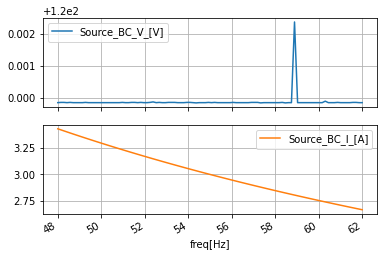 +1.2e2
Source_BC_V_[V]
0.002
0.001
0.000
Source_BC_I_[A]
3.25
3.00
2.75
48 50 52 54 56 58 60 62
freq[Hz]